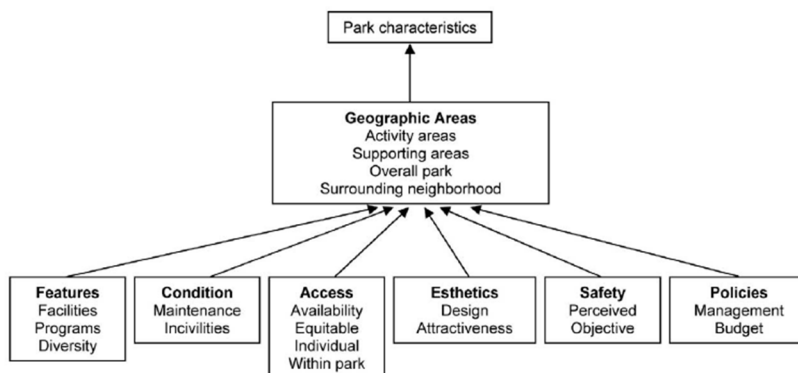 Park characteristics
Geographic Areas
Activity areas
Supporting areas
Overall park
Surrounding neighborhood
Features
Facilities
Programs
Diversity
Condition
Maintenance
Incivilities
Access
Availability
Equitable
Individual
Within park
Esthetics
Design
Attractiveness
Safety
Perceived
Objective
Policies
Management
Budget